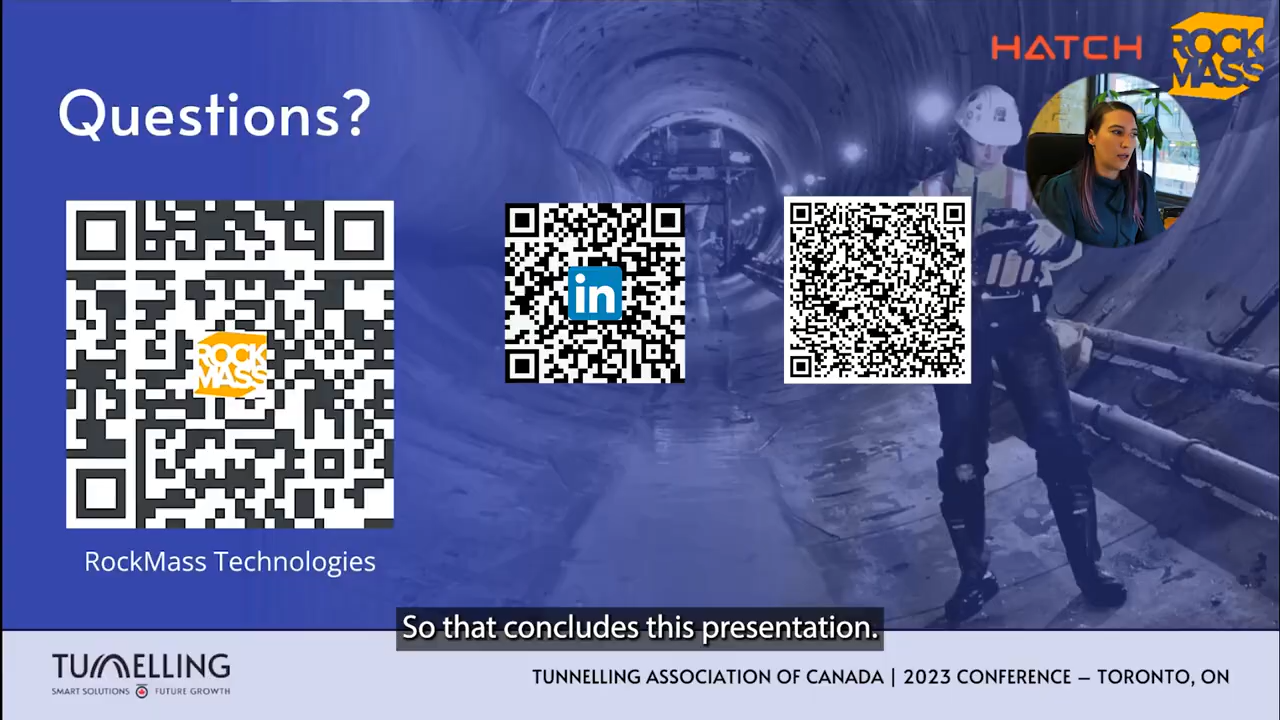 HATCH
ROCK
MASS
Questions?
in
ROCK
MASS
RockMass Technologies
So that concludes this presentation.
TUNNELLING
SMART SOLUTIONS FUTURE GROWTH
TUNNELLING ASSOCIATION OF CANADA | 2023 CONFERENCE – TORONTO, ON